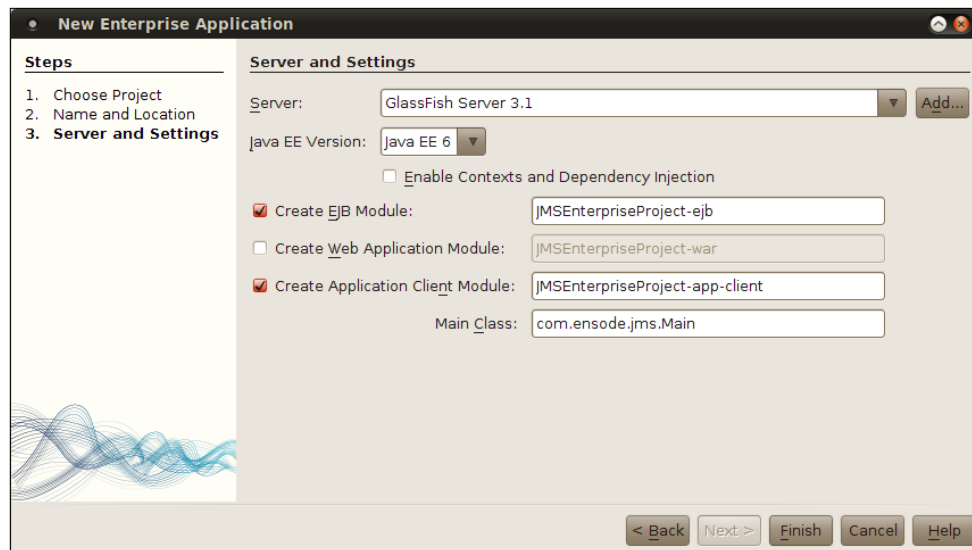 New Enterprise Application
Steps
1. Choose Project
2. Name and Location
3. Server and Settings
Server and Settings
Server: GlassFish Server 3.1 Add...
Java EE Version: Java EE 6
Enable Contexts and Dependency Injection
Create EJB Module: JMSEnterpriseProject-ejb
Create Web Application Module: JMSEnterpriseProject-war
Create Application Client Module: JMSEnterpriseProject-app-client
Main Class: com.ensode.jms.Main
< Back Next > Finish Cancel Help